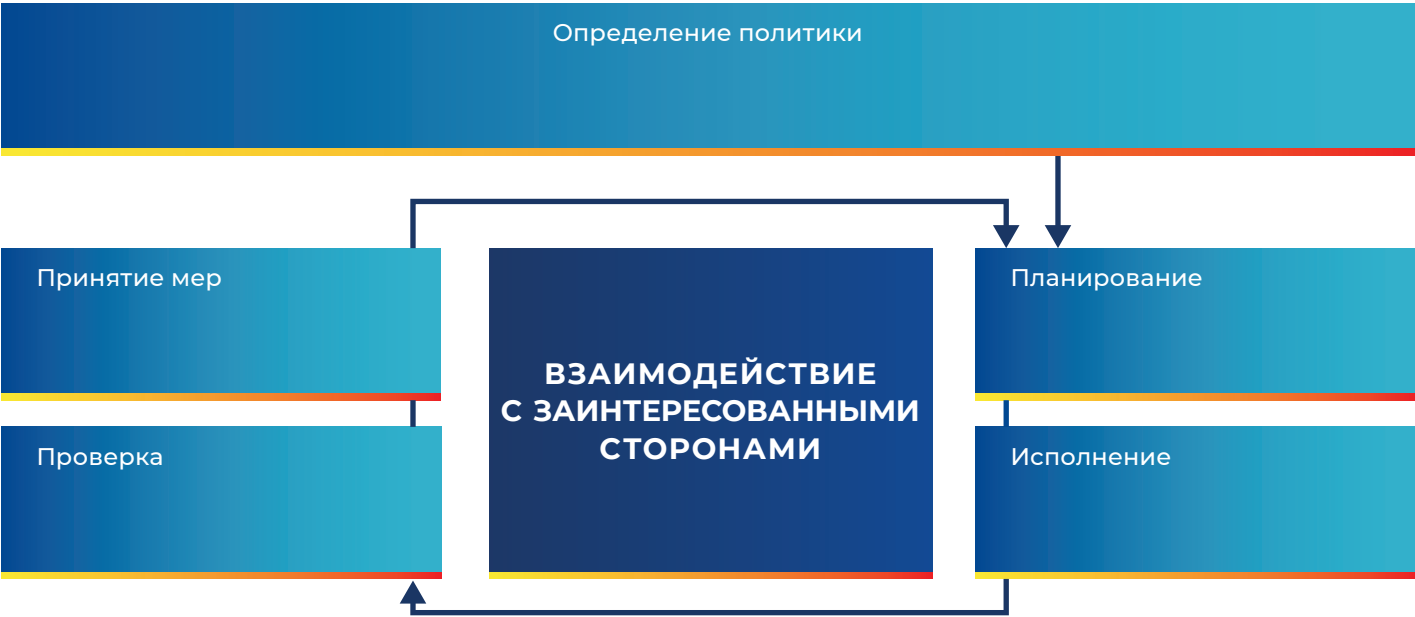 Определение политики
Принятие мер
Планирование
ВЗАИМОДЕЙСТВИЕ
С ЗАИНТЕРЕСОВАННЫМИ
СТОРОНАМИ
Проверка
Исполнение